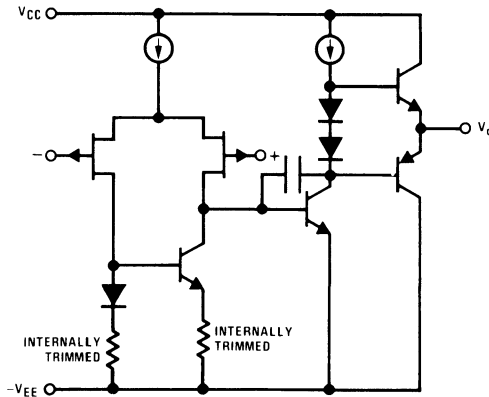 VCC
−
+
Vo
INTERNALLY
TRIMMED
INTERNALLY
TRIMMED
−VEE